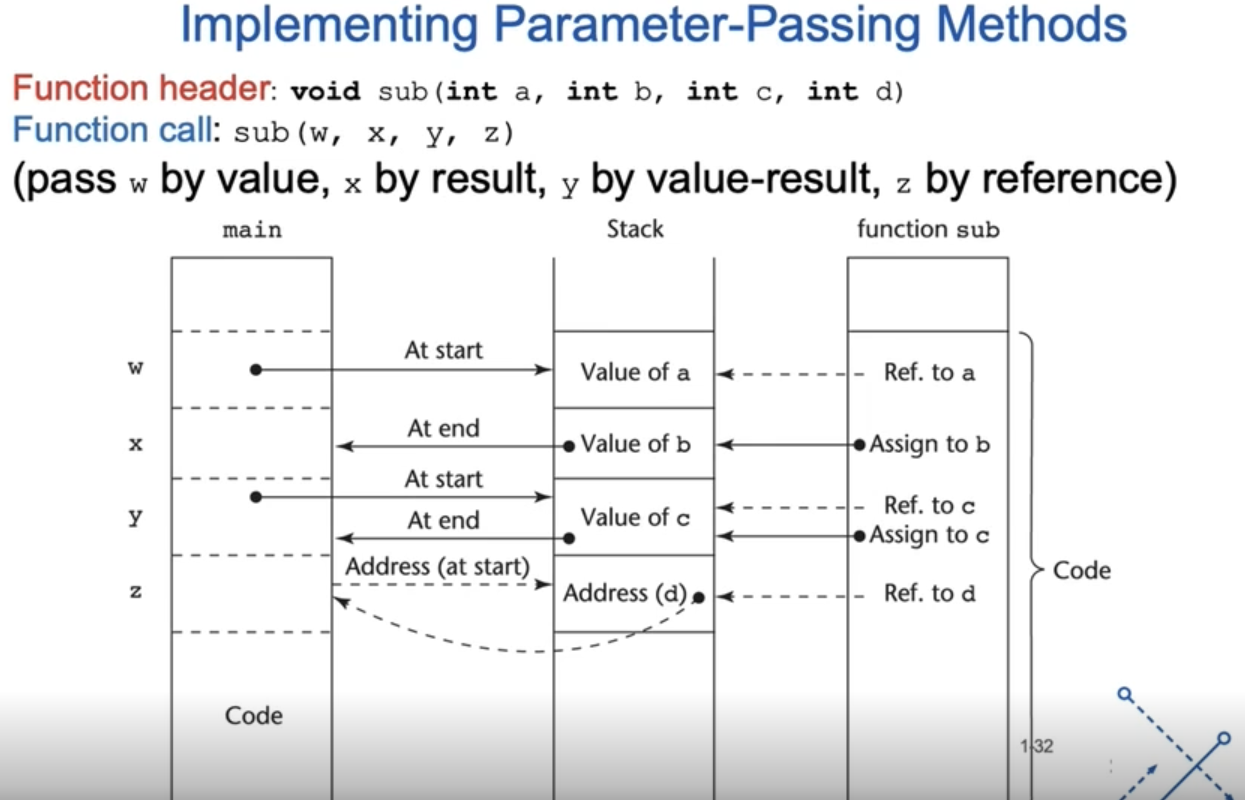 Implementing Parameter-Passing Methods
Function header: void sub(int a, int b, int c, int d)
Function call: sub(w, x, y, z)
(pass w by value, x by result, y by value-result, z by reference)
main Stack function sub
At start
w Value of a Ref. to a
At end
x Value of b Assign to b
At start
Ref. to c
y At end Value of c
Assign to c
Address (at start)
z Address (d) Ref. to d
Code
Code
1-32